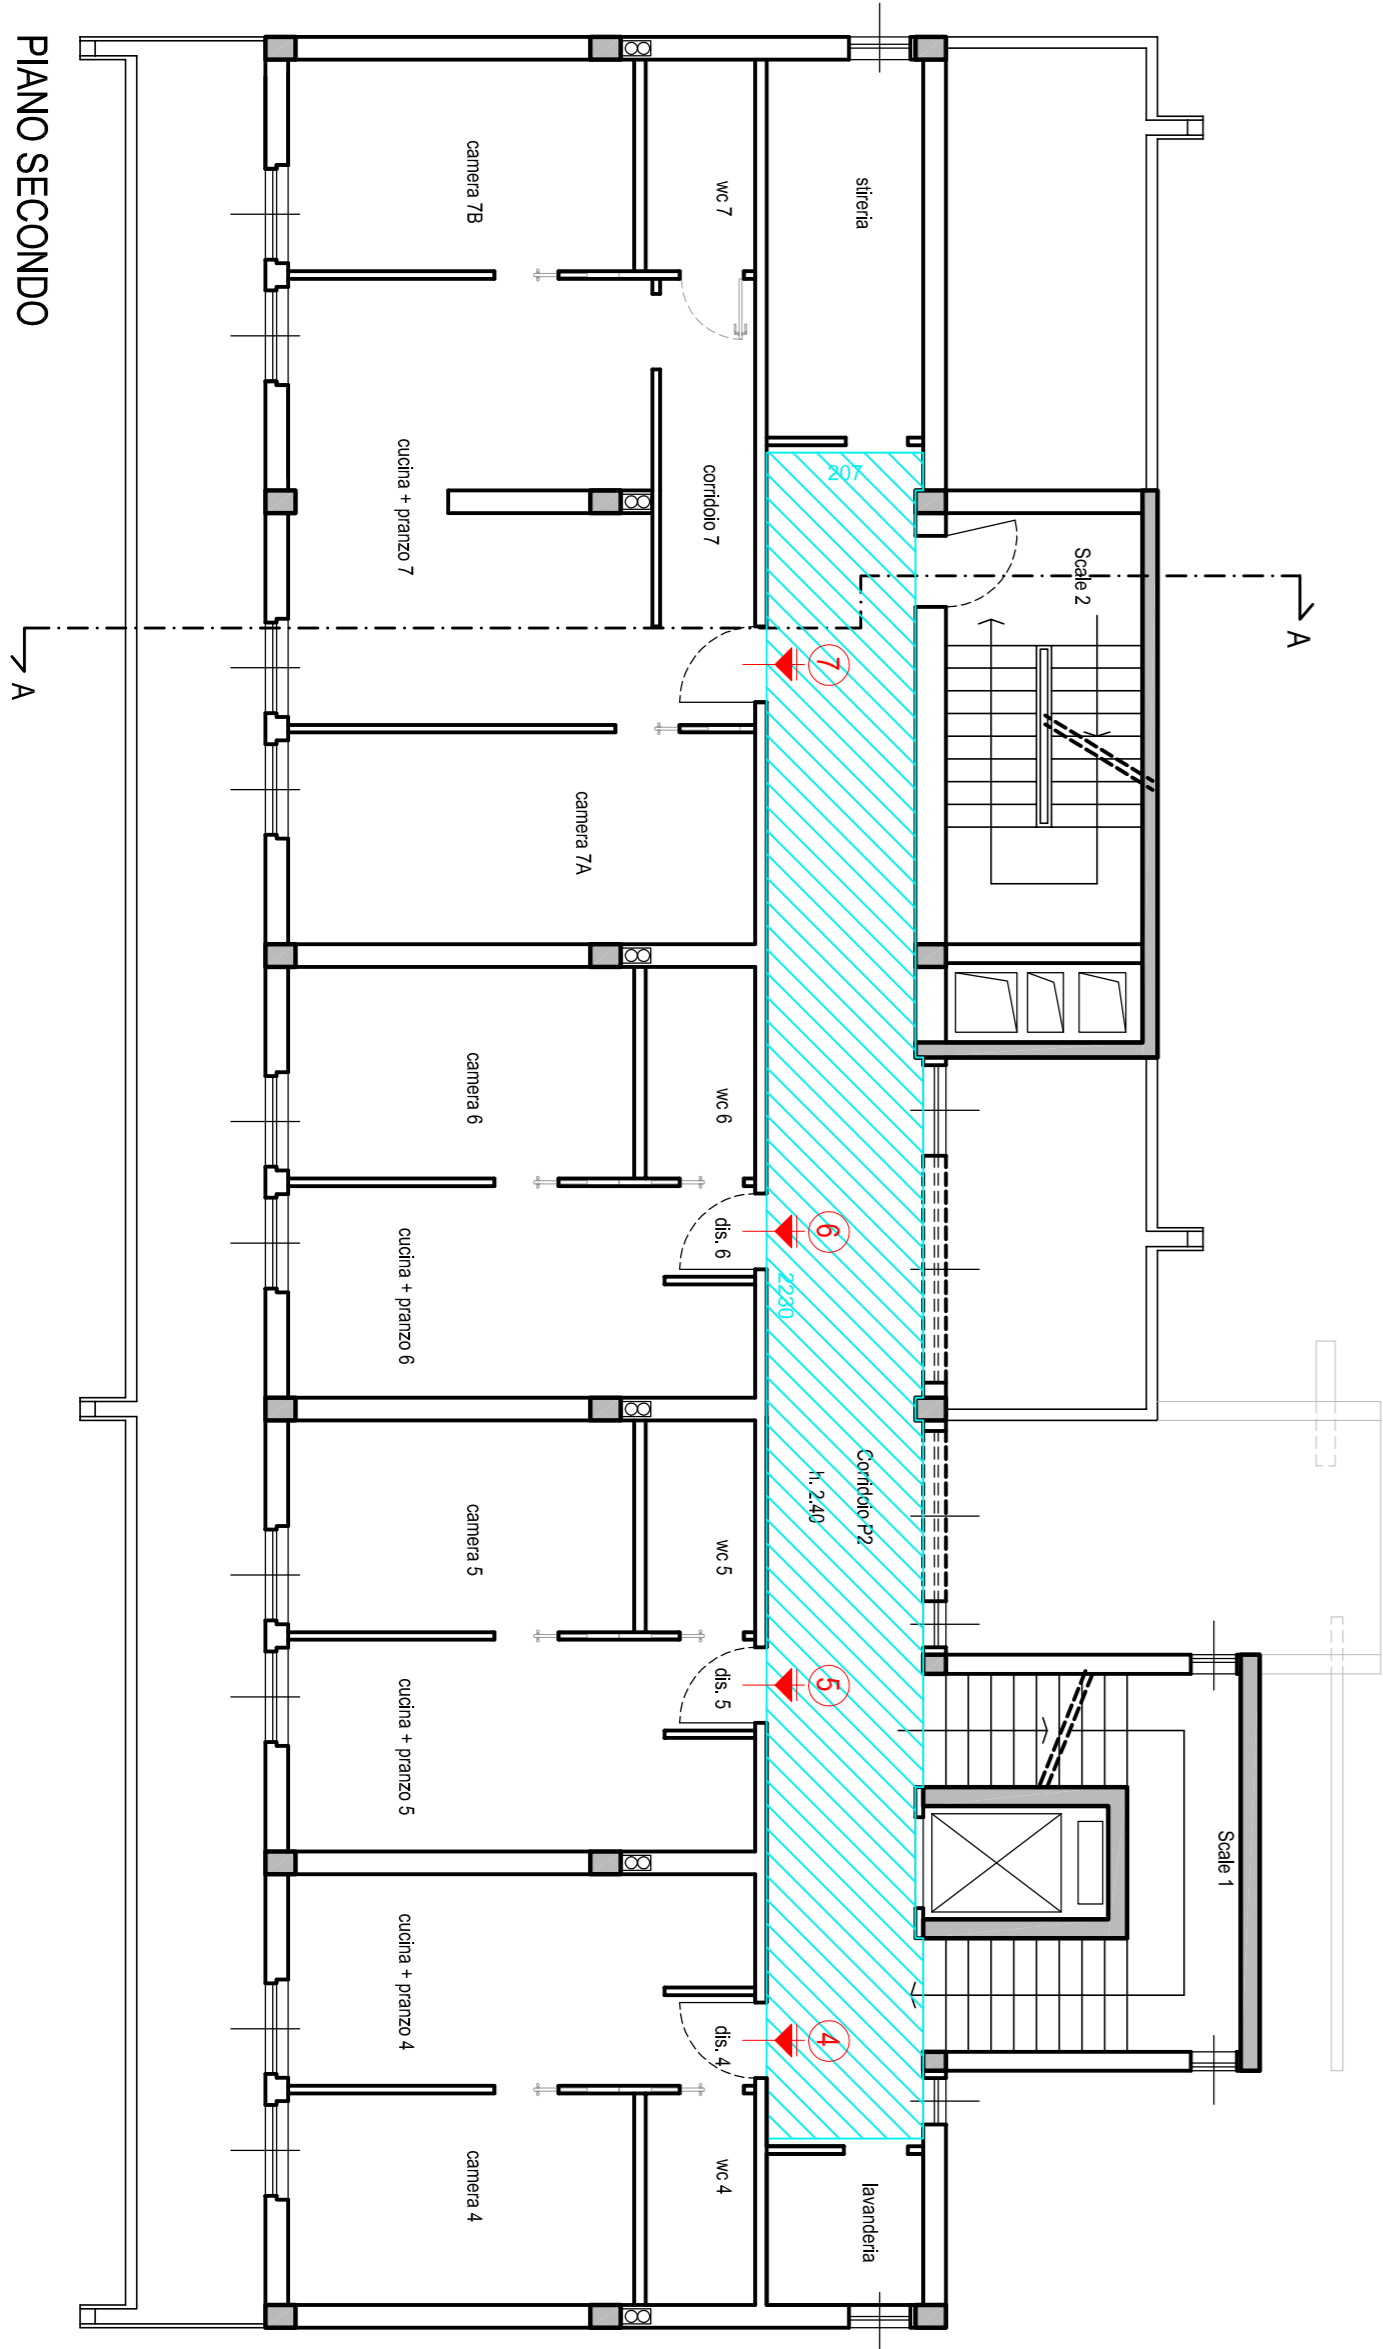 PIANO SECONDO
camera 7B
wc 7
stireria
cucina + pranzo 7
corridoio 7
207
Scale 2
A
A
7
camera 7A
camera 6
wc 6
dis. 6
6
cucina + pranzo 6
2230
Corridoio P2
h. 2,40
camera 5
wc 5
dis. 5
5
cucina + pranzo 5
Scale 1
cucina + pranzo 4
dis. 4
4
camera 4
wc 4
lavanderia